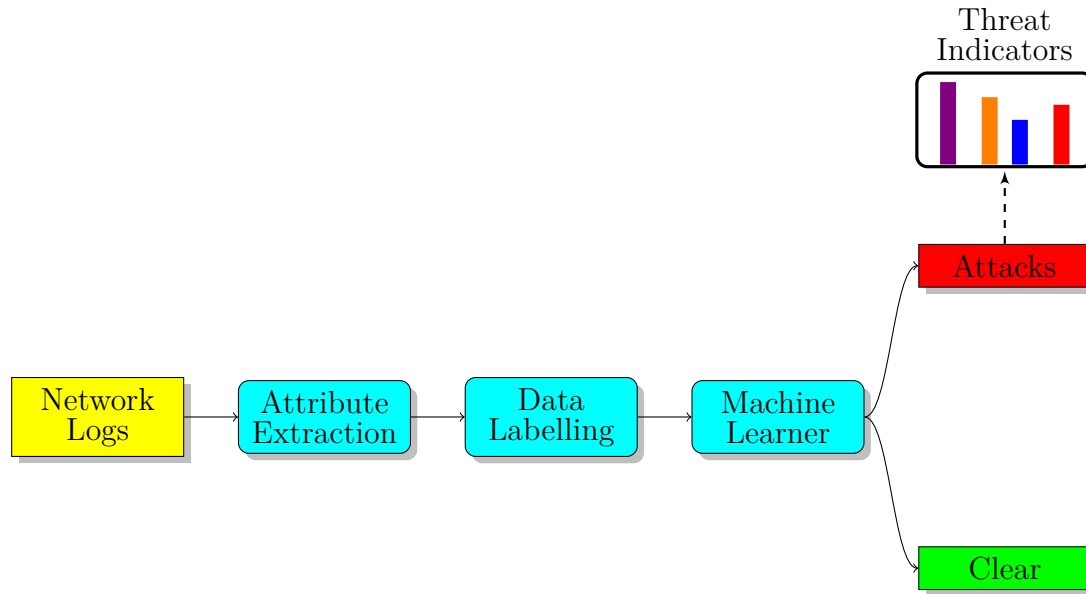 Threat
Indicators
Attacks
Network
Logs
Attribute
Extraction
Data
Labelling
Machine
Learner
Clear